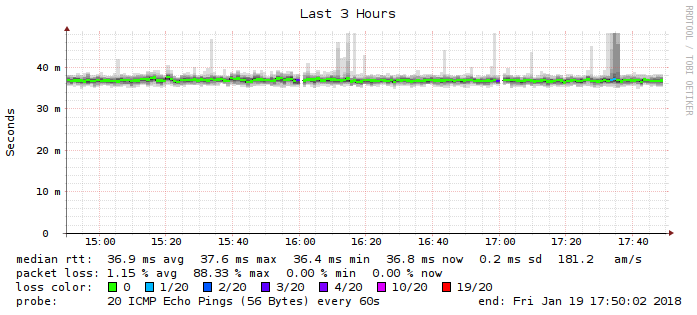 Last 3 Hours
RRDTOOL / TOBI OETIKER
Seconds
40 m
30 m
20 m
10 m
0
15:00 15:20 15:40 16:00 16:20 16:40 17:00 17:20 17:40
median rtt: 36.9 ms avg 37.6 ms max 36.4 ms min 36.8 ms now 0.2 ms sd 181.2 am/s
packet loss: 1.15 % avg 88.33 % max 0.00 % min 0.00 % now
loss color: 0 1/20 2/20 3/20 4/20 10/20 19/20
probe: 20 ICMP Echo Pings (56 Bytes) every 60s end: Fri Jan 19 17:50:02 2018